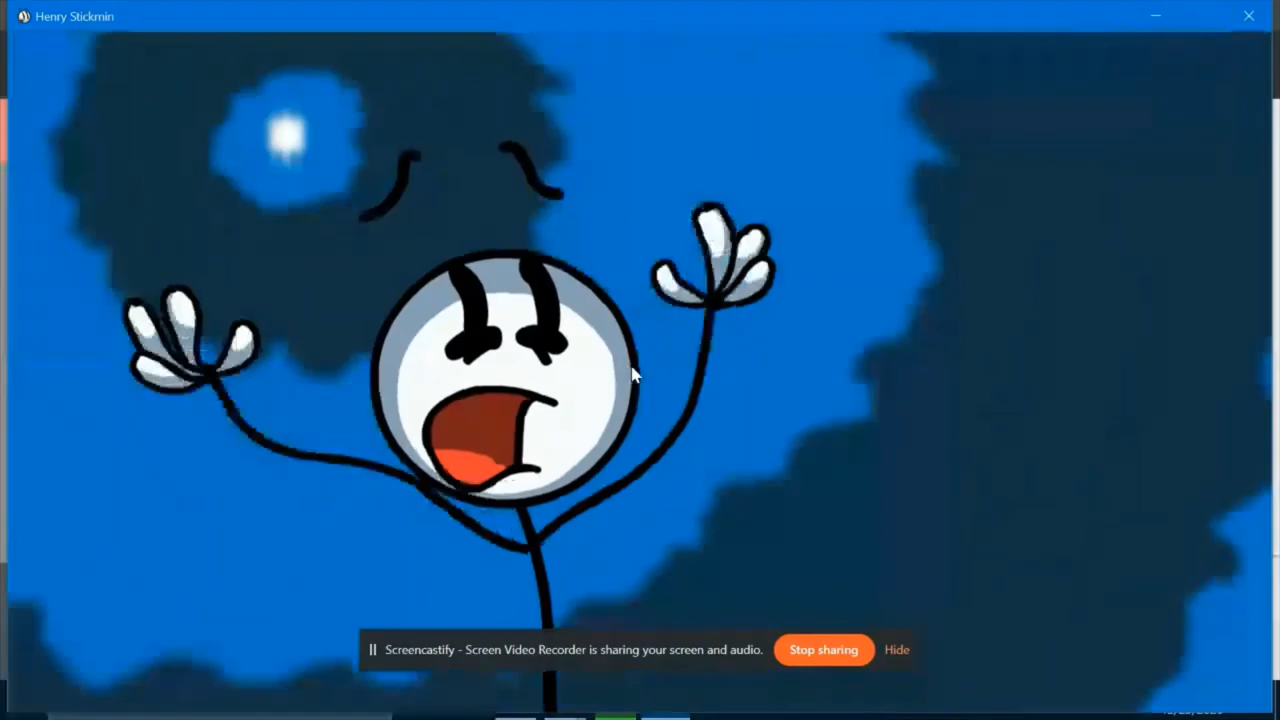 Henry Stickmin
Screencastify - Screen Video Recorder is sharing your screen and audio.
Stop sharing
Hide